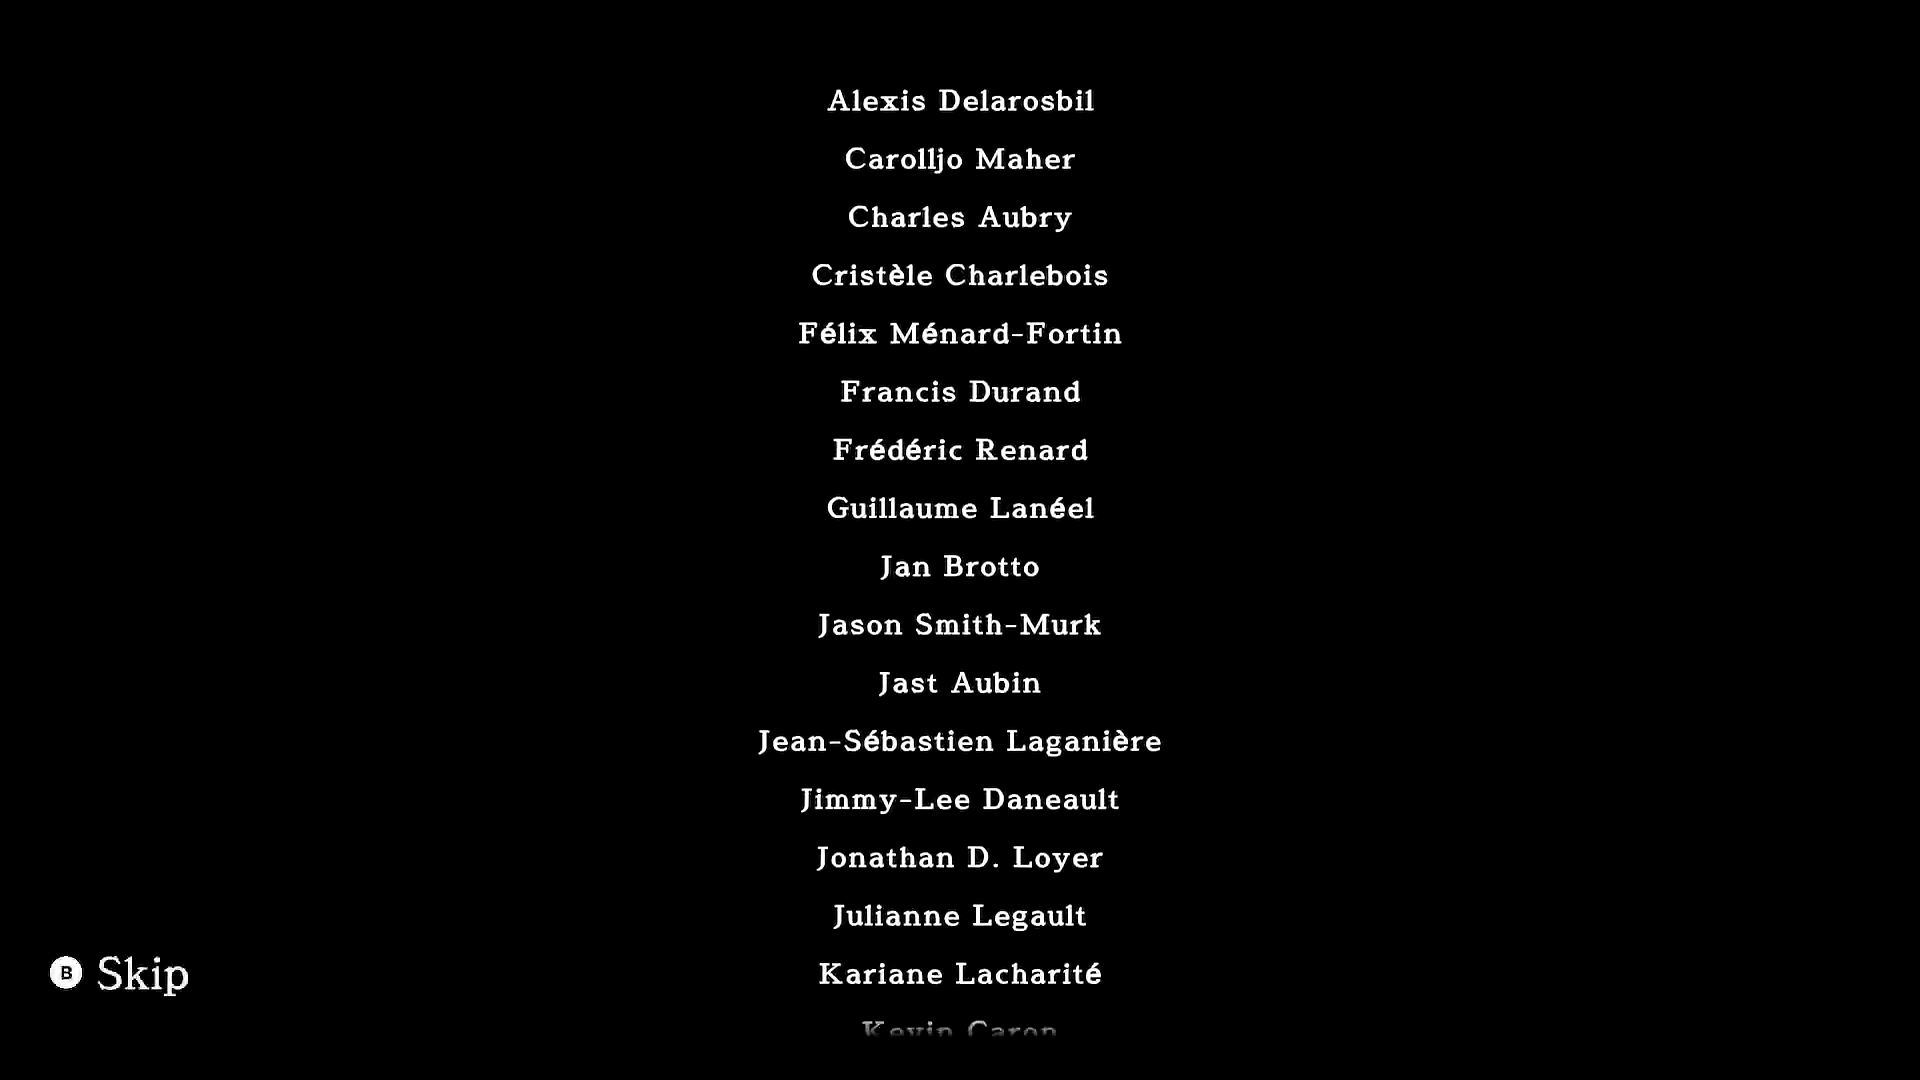 Alexis Delarosbil
Carolljo Maher
Charles Aubry
Cristèle Charlebois
Félix Ménard-Fortin
Francis Durand
Frédéric Renard
Guillaume Lanéel
Jan Brotto
Jason Smith-Murk
Jast Aubin
Jean-Sébastien Laganière
Jimmy-Lee Daneault
Jonathan D. Loyer
Julianne Legault
Kariane Lacharité
B Skip
Kevin Caron